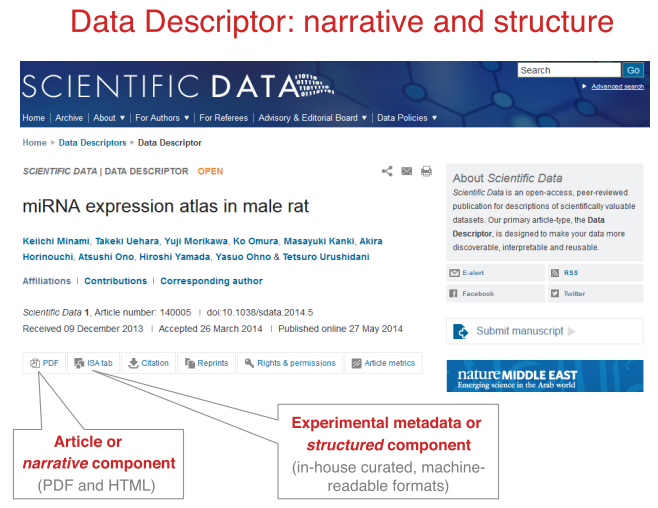 Data Descriptor: narrative and structure
SCIENTIFIC DATA
Search Go
Advanced search
Home | Archive | About ▼ | For Authors ▼ | For Referees | Advisory & Editorial Board ▼ | Data Policies ▼
Home ▶ Data Descriptors ▶ Data Descriptor
SCIENTIFIC DATA | DATA DESCRIPTOR OPEN
miRNA expression atlas in male rat
Keiichi Minami, Takeki Uehara, Yuji Morikawa, Ko Omura, Masayuki Kanki, Akira
Horinouchi, Atsushi Ono, Hiroshi Yamada, Yasuo Ohno & Tetsuro Urushidani
Affiliations | Contributions | Corresponding author
Scientific Data 1, Article number: 140005 | doi:10.1038/sdata.2014.5
Received 09 December 2013 | Accepted 26 March 2014 | Published online 27 May 2014
PDF ISA tab Citation Reprints Rights & permissions Article metrics
About Scientific Data
Scientific Data is an open-access, peer-reviewed
publication for descriptions of scientifically valuable
datasets. Our primary article-type, the Data
Descriptor, is designed to make your data more
discoverable, interpretable and reusable.
E-alert RSS
Facebook Twitter
Submit manuscript ▶
nature MIDDLE EAST
Emerging science in the Arab world
Article or
narrative component
(PDF and HTML)
Experimental metadata or
structured component
(in-house curated, machine-
readable formats)